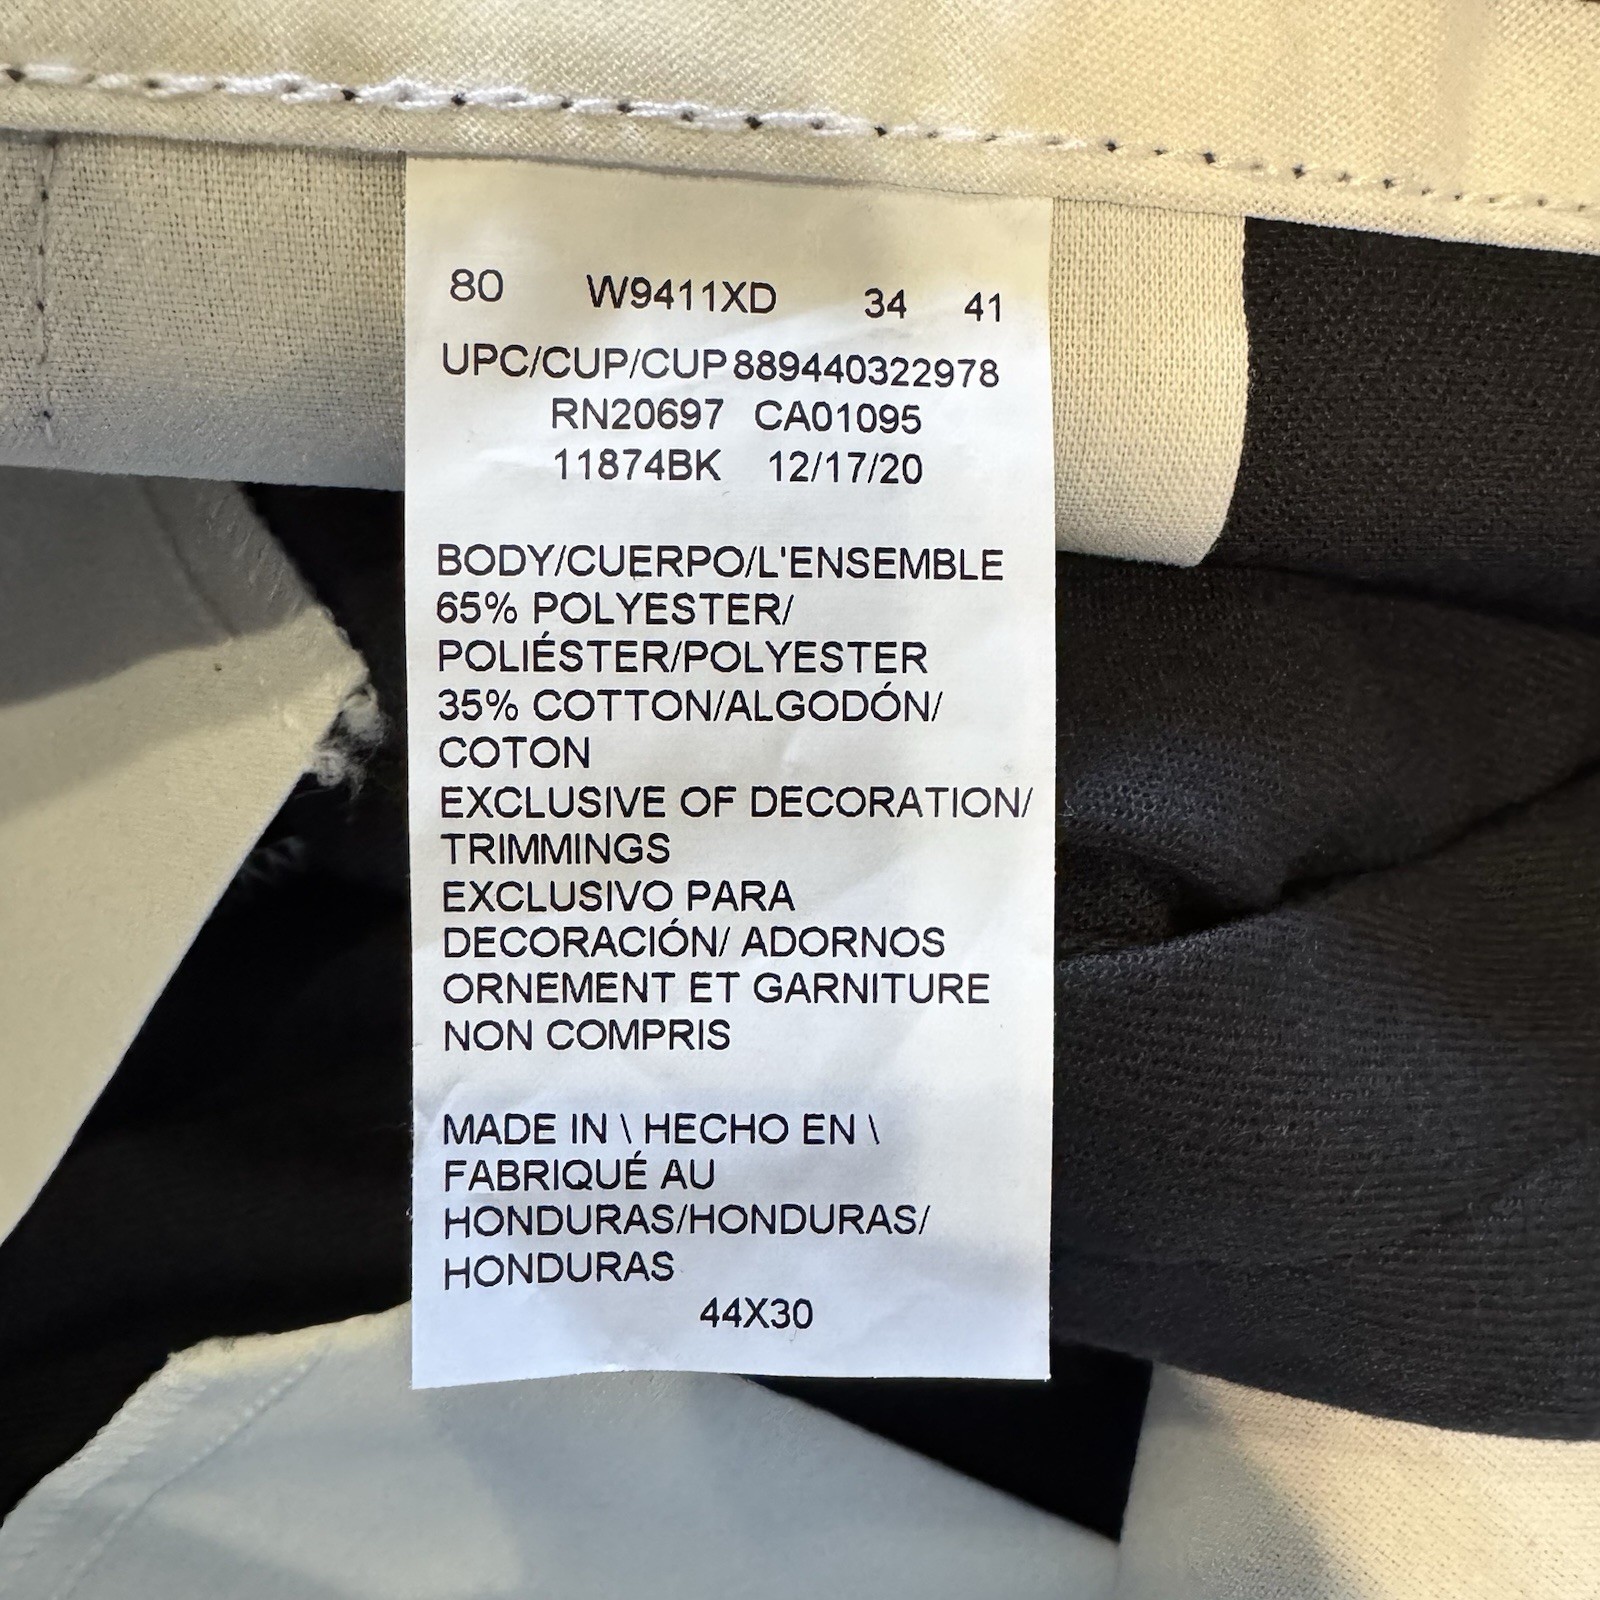 80 W9411XD 34 41
UPC/CUP/CUP889440322978
RN20697 CA01095
11874BK 12/17/20
BODY/CUERPO/L'ENSEMBLE
65% POLYESTER/
POLIÉSTER/POLYESTER
35% COTTON/ALGODÓN/
COTON
EXCLUSIVE OF DECORATION/
TRIMMINGS
EXCLUSIVO PARA
DECORACIÓN/ ADORNOS
ORNEMENT ET GARNITURE
NON COMPRIS
MADE IN \ HECHO EN \
FABRIQUÉ AU
HONDURAS/HONDURAS/
HONDURAS
44X30